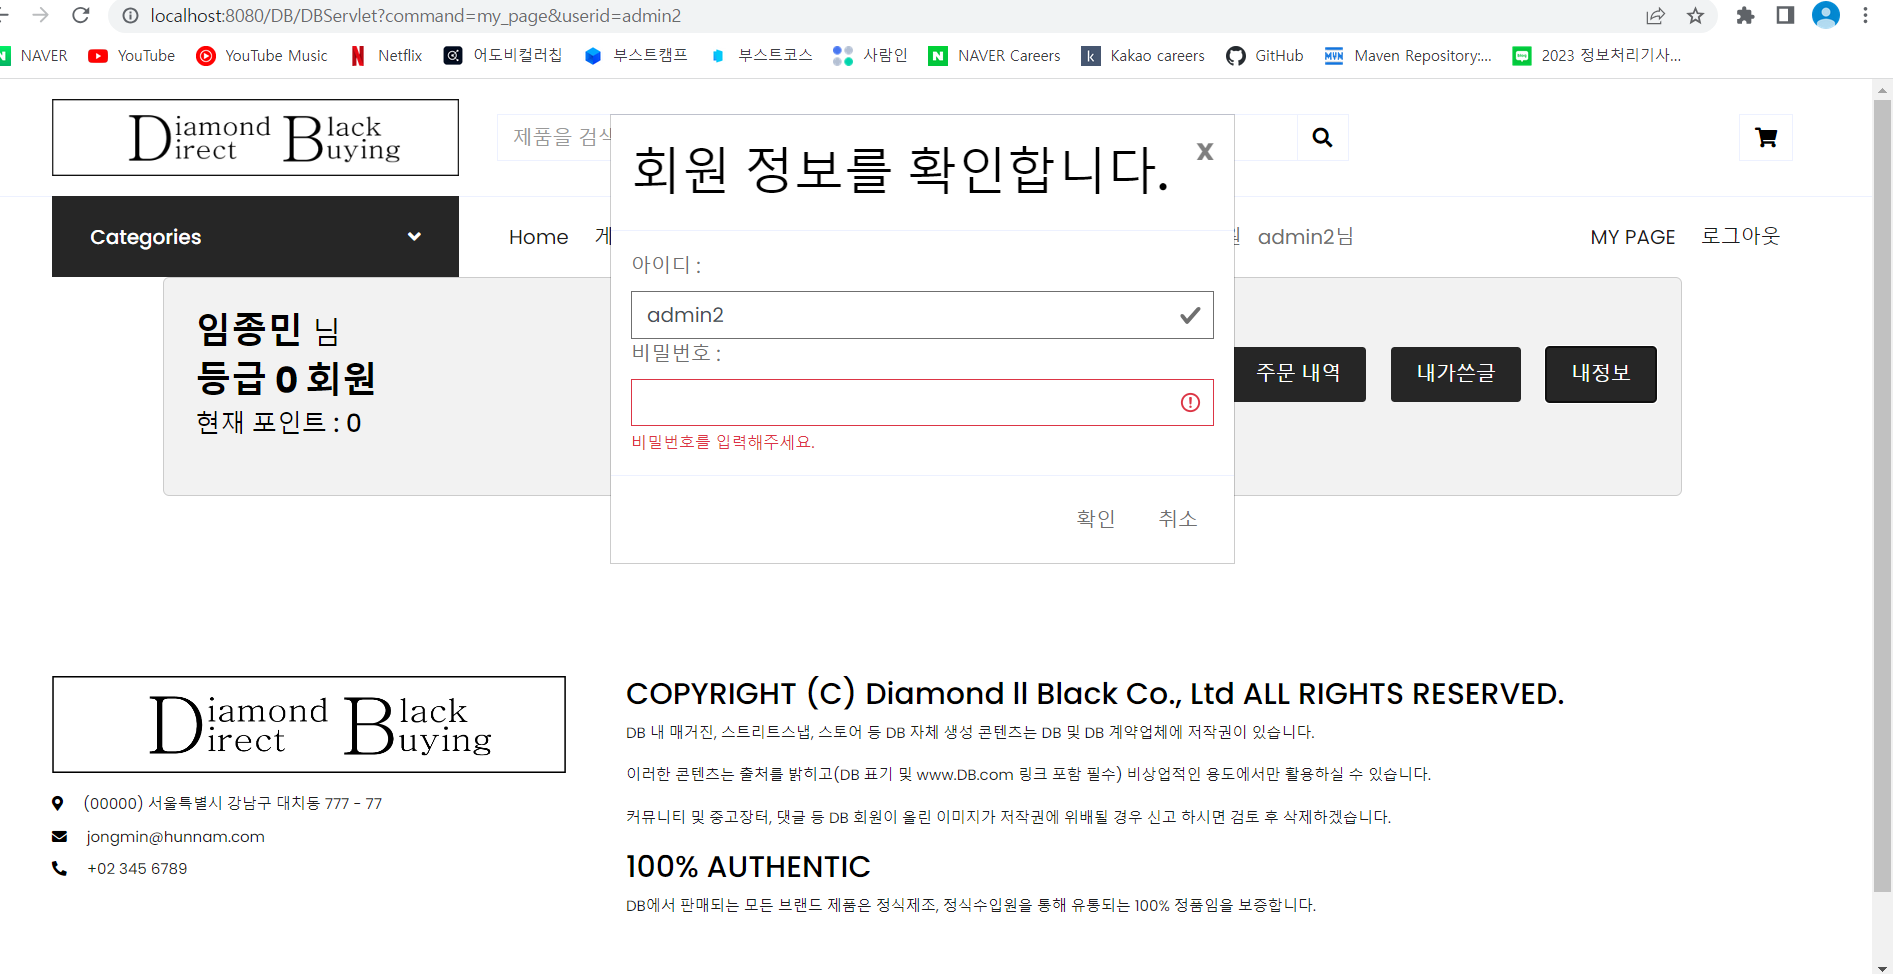 localhost:8080/DB/DBServlet?command=my_page&userid=admin2
NAVER YouTube YouTube Music Netflix 어도비컬러칩 부스트캠프 부스트코스 사람인 NAVER Careers Kakao careers GitHub Maven Repository:... 2023 정보처리기사...
Diamond Black
Direct Buying
제품을 검색
회원 정보를 확인합니다.
X
Categories
Home
게
admin2님
MY PAGE
로그아웃
아이디 :
admin2
비밀번호 :
비밀번호를 입력해주세요.
확인 취소
임종민 님
등급 0 회원
현재 포인트 : 0
주문 내역
내가쓴글
내정보
Diamond Black
Direct Buying
(00000) 서울특별시 강남구 대치동 777 - 77
jongmin@hunnam.com
+02 345 6789
COPYRIGHT (C) Diamond ll Black Co., Ltd ALL RIGHTS RESERVED.
DB 내 매거진, 스트리트스냅, 스토어 등 DB 자체 생성 콘텐츠는 DB 및 DB 계약업체에 저작권이 있습니다.
이러한 콘텐츠는 출처를 밝히고(DB 표기 및 www.DB.com 링크 포함 필수) 비상업적인 용도에서만 활용하실 수 있습니다.
커뮤니티 및 중고장터, 댓글 등 DB 회원이 올린 이미지가 저작권에 위배될 경우 신고 하시면 검토 후 삭제하겠습니다.
100% AUTHENTIC
DB에서 판매되는 모든 브랜드 제품은 정식제조, 정식수입원을 통해 유통되는 100% 정품임을 보증합니다.